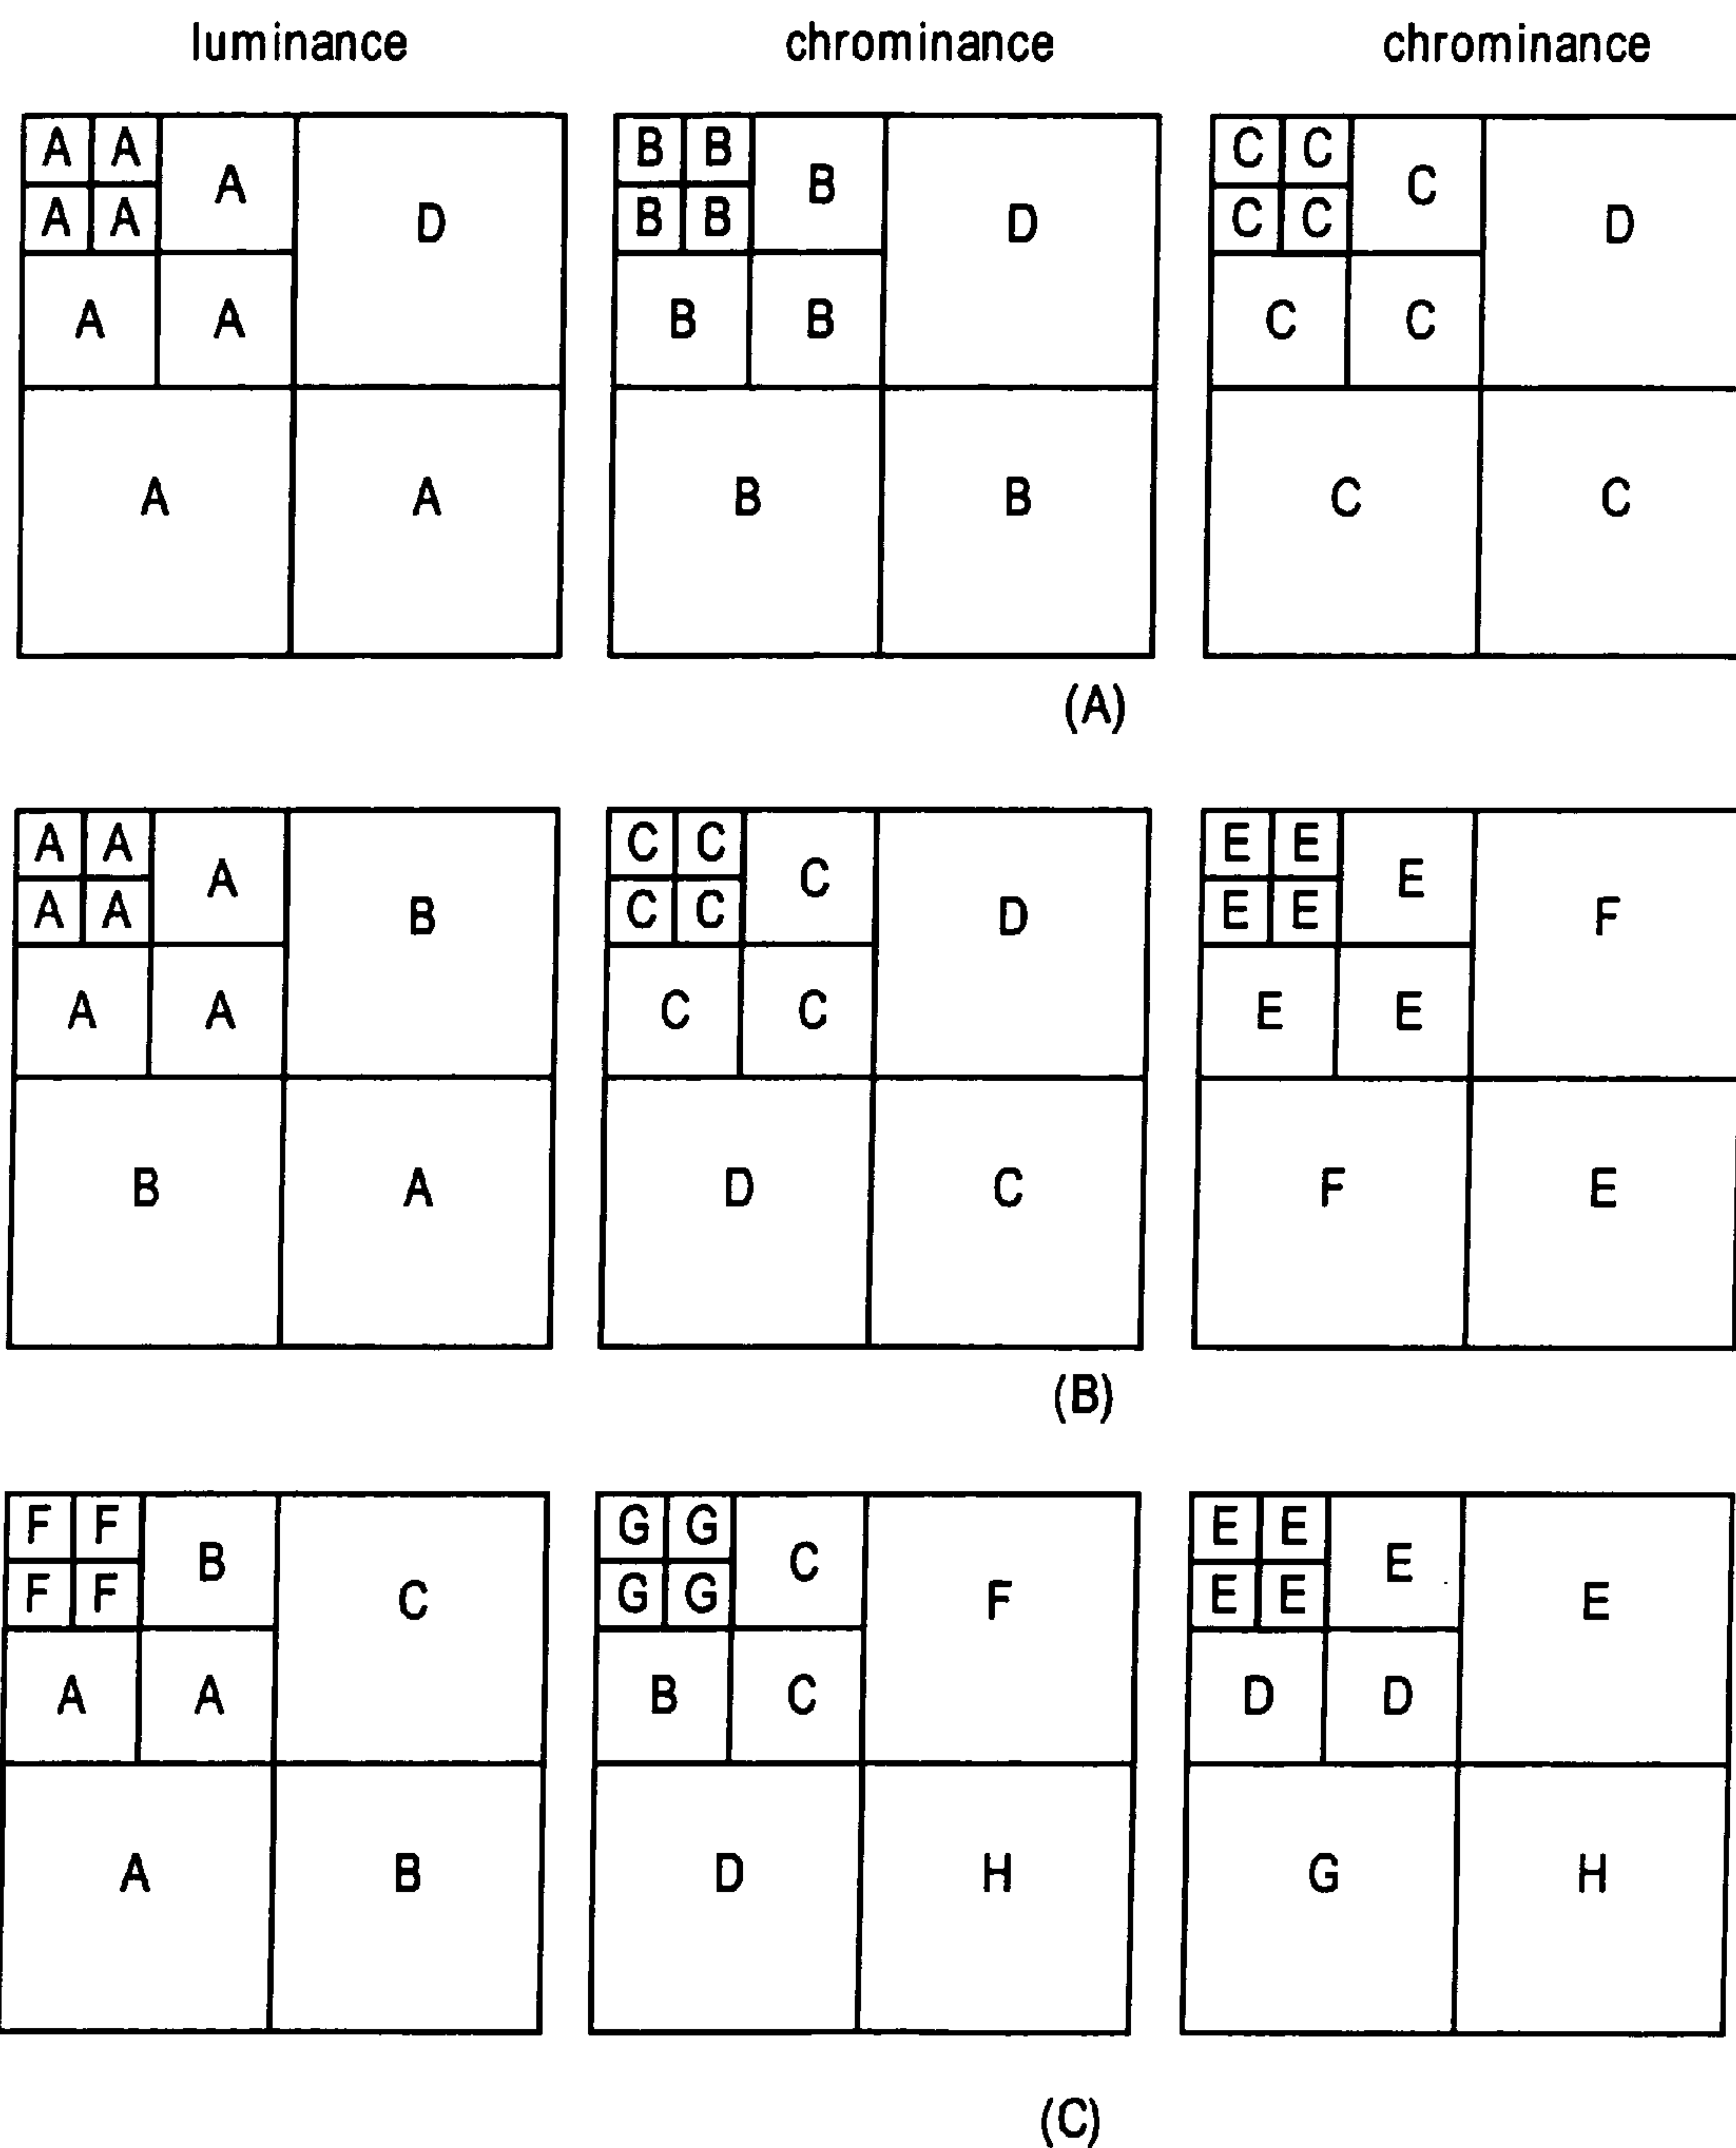 luminance chrominance chrominance
A A A D B B B D C C C D
A A B B C C
A A B B C C
A A B B C C
(A)
A A A B C C C D E E E F
A A C C E E
A A C C E E
B A D C F E
(B)
F F B C G G C F E E E E
F F G G E E
A A B C D D
A B D H G H
(C)